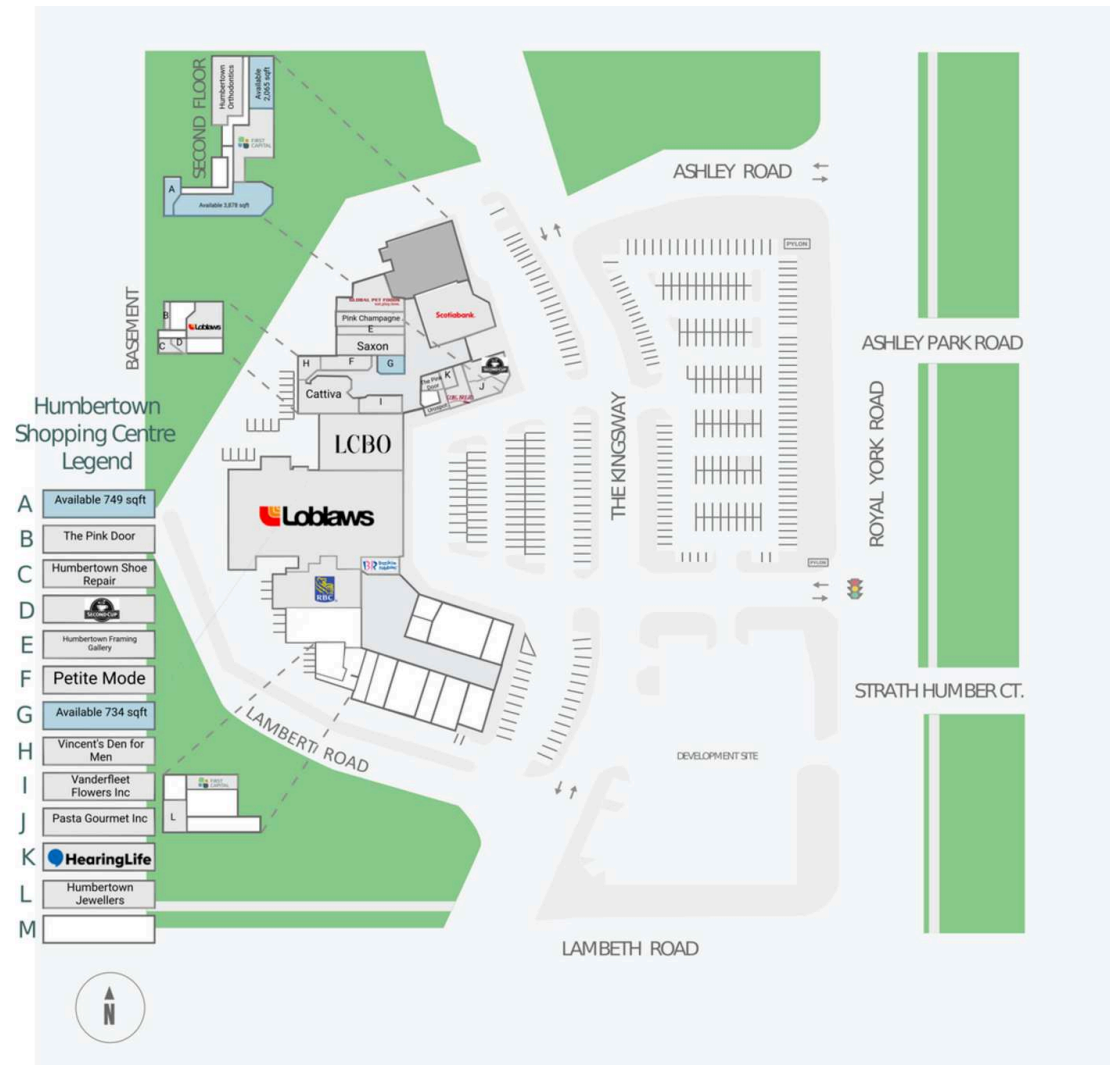 SECOND FLOOR
Humbertown
Orthodontics
Available
2,065 sqft
FIRST
CAPITAL
A
Available 3,878 sqft
ASHLEY ROAD
PYLON
BASEMENT
B
Loblaws
C
D
GLOBAL PET FOODS
Pink Champagne
E
Saxon
Scotiabank
H
F
G
Cattiva
I
The Pink
Door
K
J
SECOND CUP
LCBO
Loblaws
RBC
THE KINGSWAY
ASHLEY PARK ROAD
ROYAL YORK ROAD
PYLON
STRATH HUMBER CT.
DEVELOPMENT SITE
LAMBERT ROAD
FIRST
CAPITAL
L
LAMBETH ROAD
Humbertown
Shopping Centre
Legend
A Available 749 sqft
B The Pink Door
C Humbertown Shoe
Repair
D SECOND CUP
E Humbertown Framing
Gallery
F Petite Mode
G Available 734 sqft
H Vincent's Den for
Men
I Vanderfleet
Flowers Inc
J Pasta Gourmet Inc
K HearingLife
L Humbertown
Jewellers
M
N